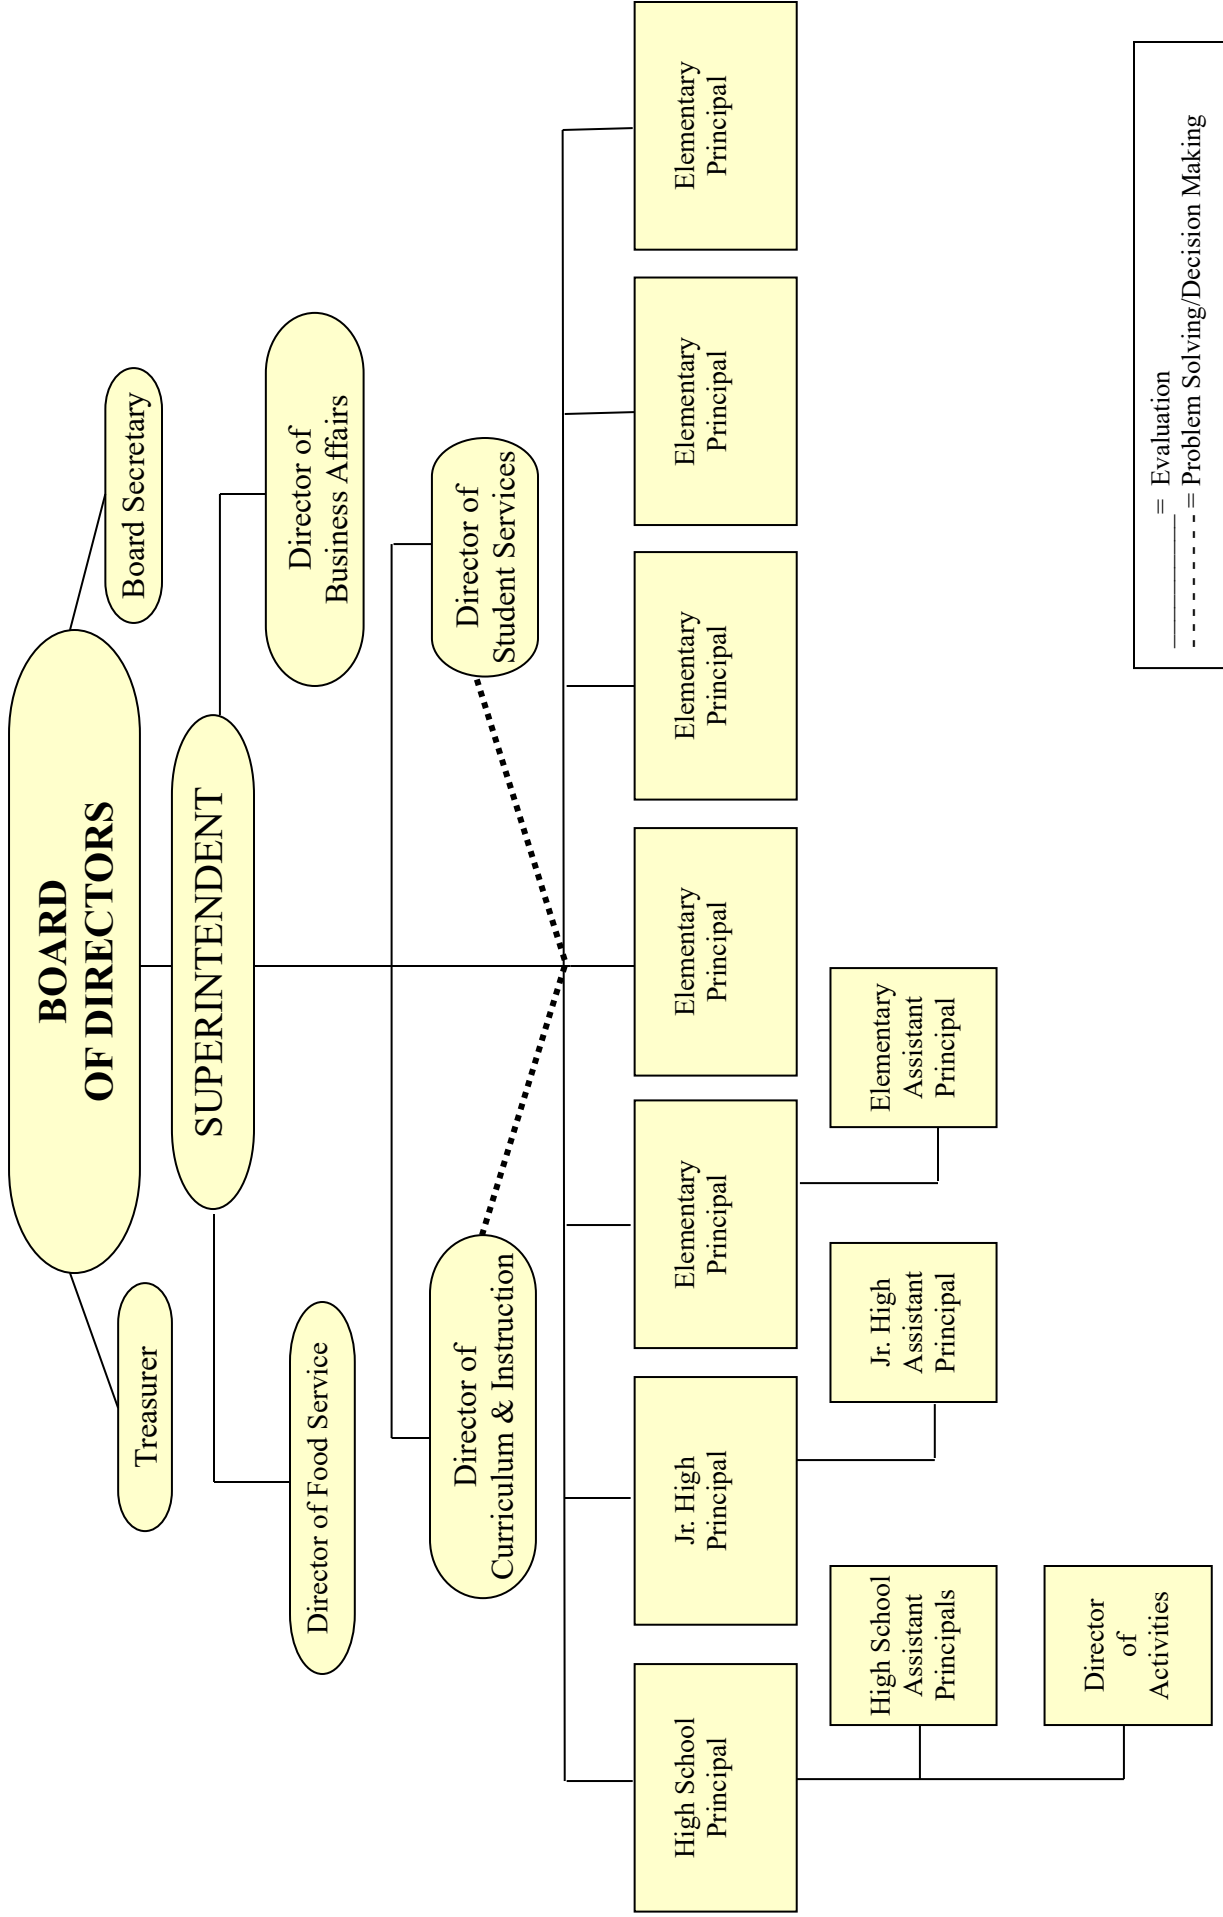 BOARD
OF DIRECTORS
Treasurer
Board Secretary
SUPERINTENDENT
Director of Food Service
Director of
Business Affairs
Director of
Curriculum & Instruction
Director of
Student Services
High School
Principal
Jr. High
Principal
Elementary
Principal
Elementary
Principal
Elementary
Principal
Elementary
Principal
Elementary
Principal
High School
Assistant
Principals
Jr. High
Assistant
Principal
Elementary
Assistant
Principal
Director
of
Activities
__________= Evaluation
- - - - - - - - - -= Problem Solving/Decision Making